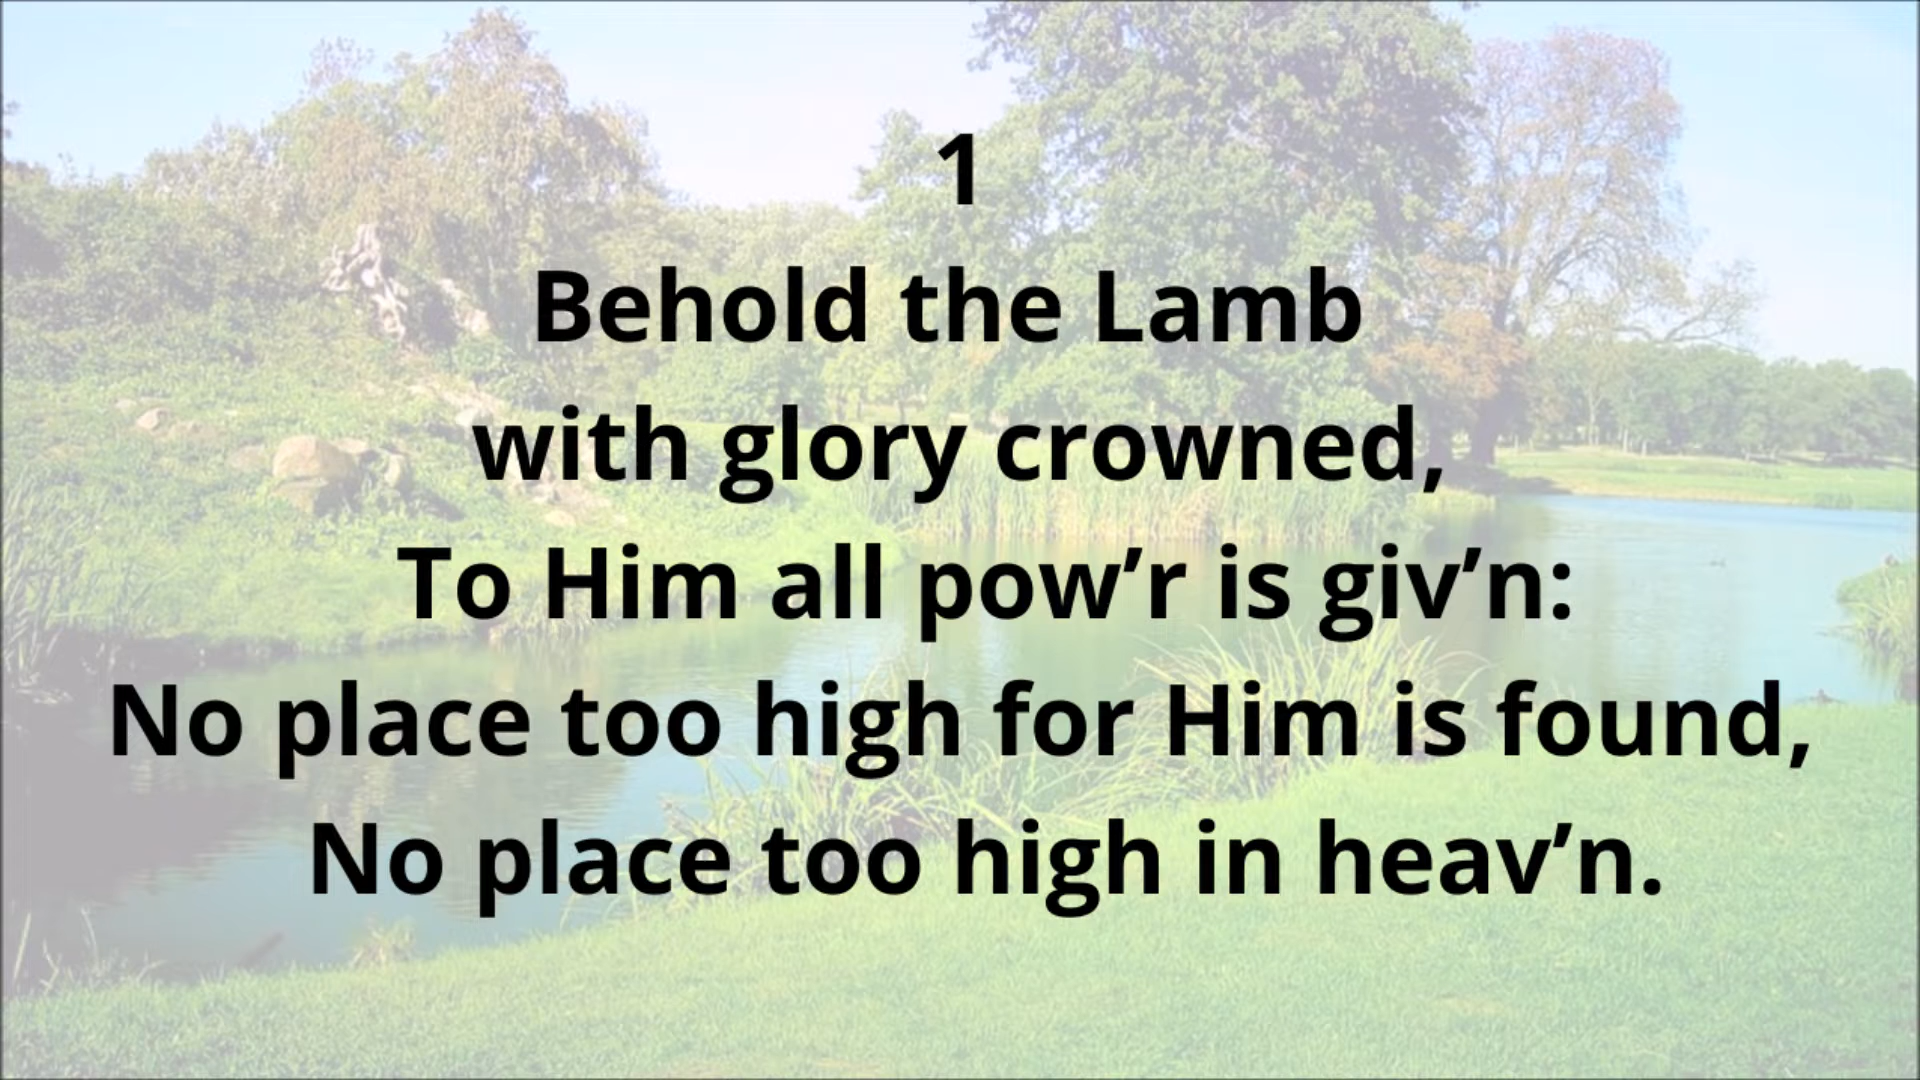 1
Behold the Lamb
with glory crowned,
To Him all pow’r is giv’n:
No place too high for Him is found,
No place too high in heav’n.